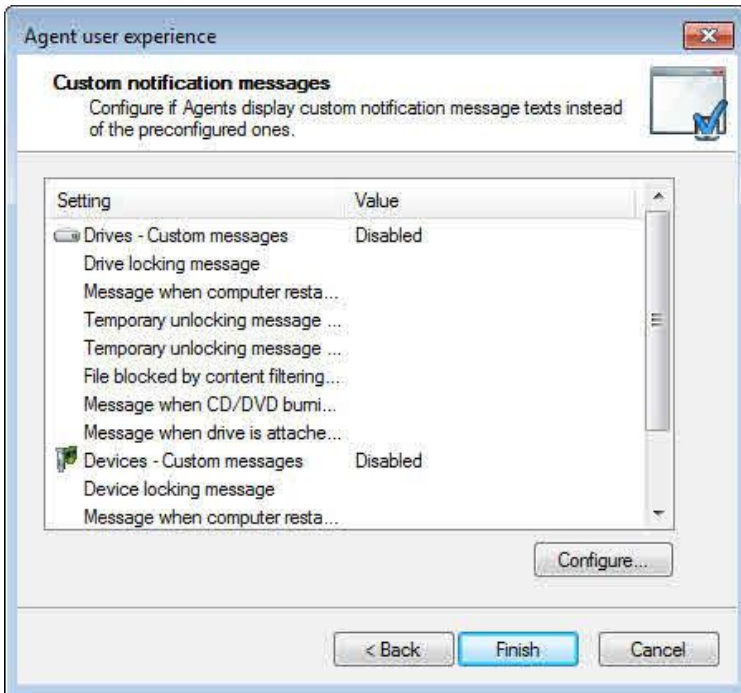 Agent user experience
Custom notification messages
Configure if Agents display custom notification message texts instead
of the preconfigured ones.
Setting Value
Drives - Custom messages Disabled
Drive locking message
Message when computer resta...
Temporary unlocking message ...
Temporary unlocking message ...
File blocked by content filtering...
Message when CD/DVD burni...
Message when drive is attache...
Devices - Custom messages Disabled
Device locking message
Message when computer resta...
Configure...
< Back Finish Cancel